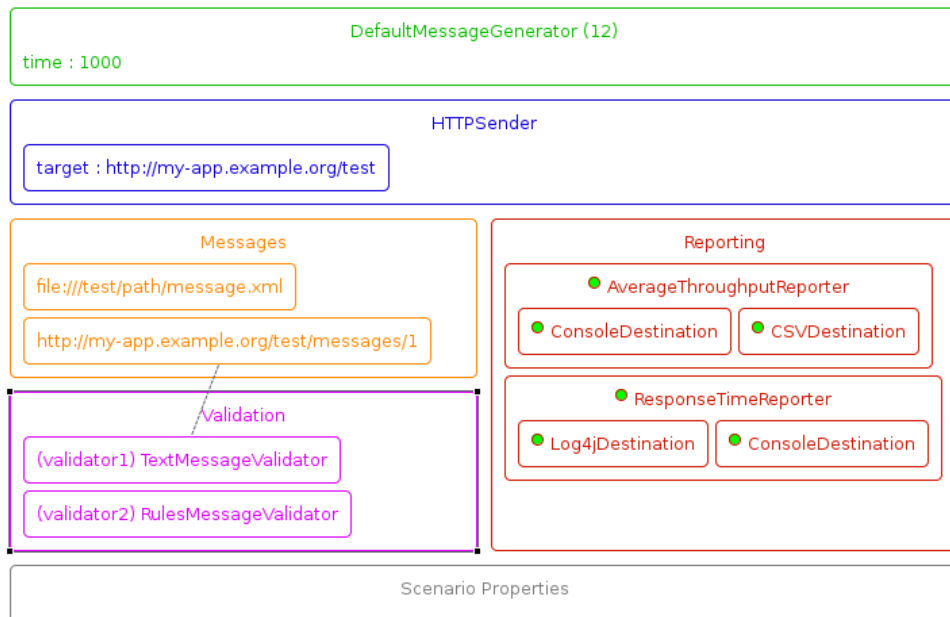 DefaultMessageGenerator (12)
time : 1000
HTTPSender
target : http://my-app.example.org/test
Messages
file:///test/path/message.xml
http://my-app.example.org/test/messages/1
Validation
(validator1) TextMessageValidator
(validator2) RulesMessageValidator
Reporting
AverageThroughputReporter
ConsoleDestination
CSVDestination
ResponseTimeReporter
Log4jDestination
ConsoleDestination
Scenario Properties